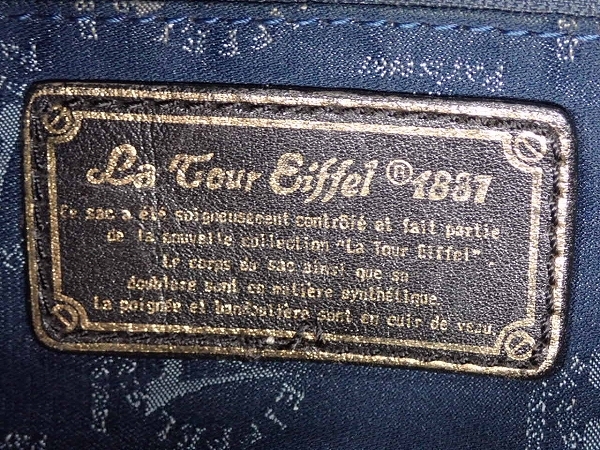 La Tour Eiffel ® 1887
Ce sac a été soigneusement contrôlé et fait partie
de la nouvelle collection "La Tour Eiffel"
Le corps du sac ainsi que sa
doublure sont en matière synthétique.
La poignée et bandoulière sont en cuir de veau